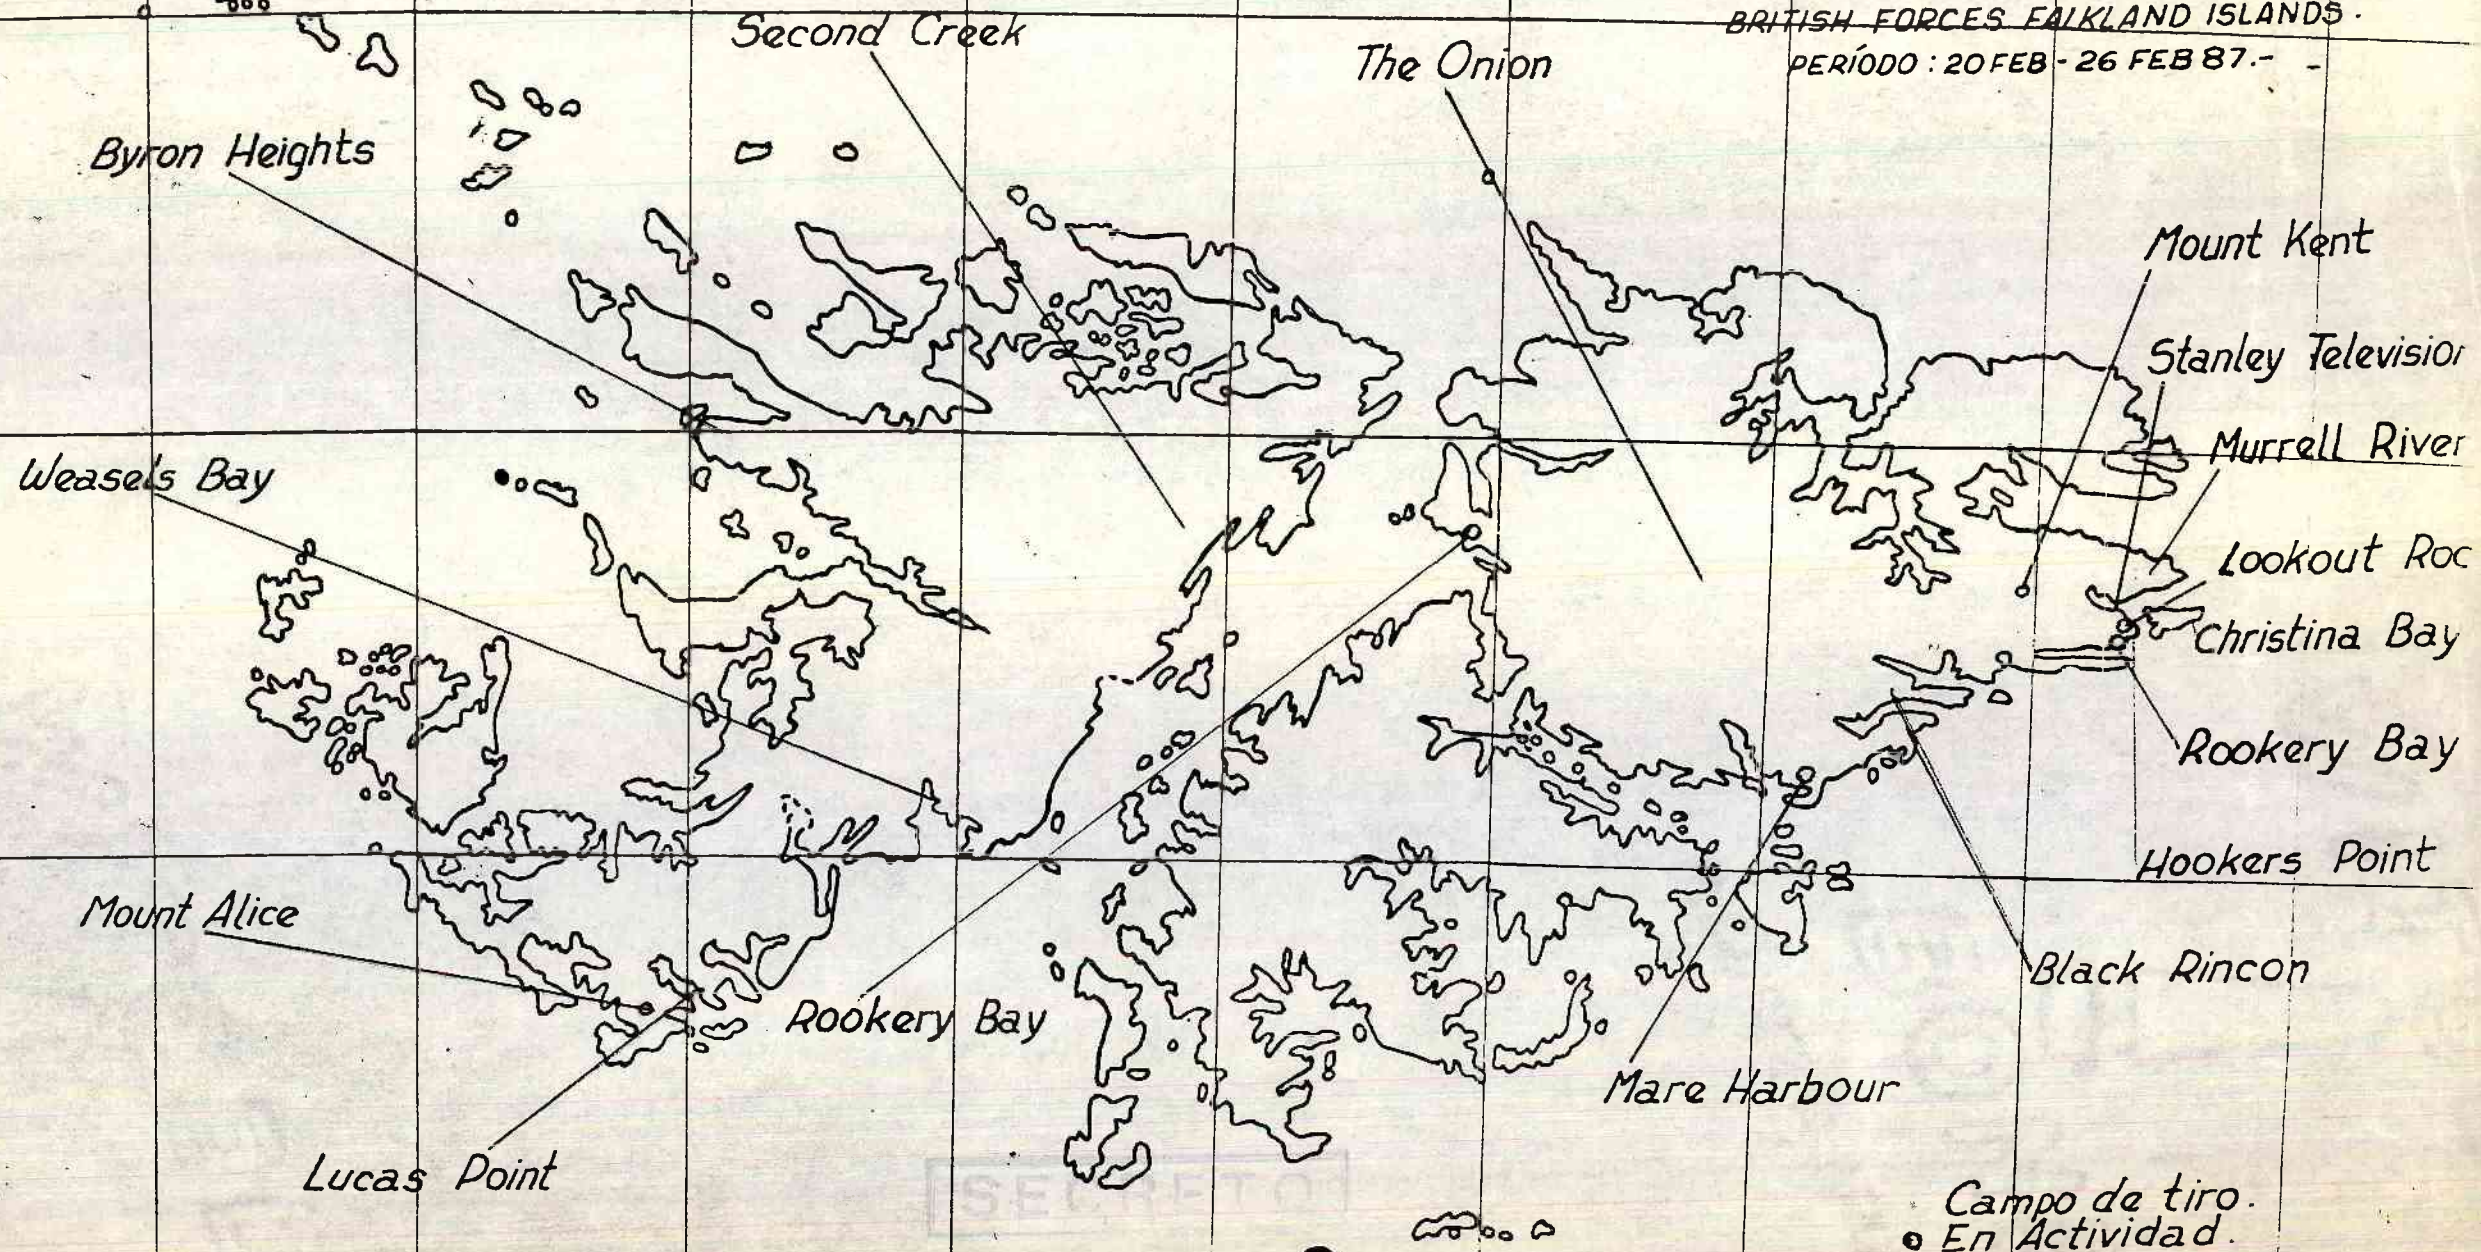 BRITISH FORCES FALKLAND ISLANDS.
PERÍODO: 20 FEB - 26 FEB 87.-
Second Creek
The Onion
Byron Heights
Mount Kent
Stanley Television
Murrell River
Weasels Bay
Lookout Roc
Christina Bay
Rookery Bay
Hookers Point
Mount Alice
Black Rincon
Rookery Bay
Mare Harbour
Lucas Point
SECRETO
Campo de tiro.
En Actividad.